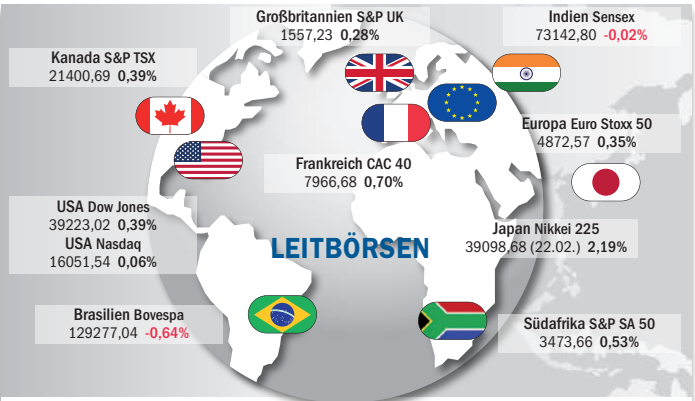 Großbritannien S&P UK
1557,23 0,28%
Indien Sensex
73142,80 -0,02%
Kanada S&P TSX
21400,69 0,39%
Europa Euro Stoxx 50
4872,57 0,35%
Frankreich CAC 40
7966,68 0,70%
USA Dow Jones
39223,02 0,39%
USA Nasdaq
16051,54 0,06%
LEITBÖRSEN
Japan Nikkei 225
39098,68 (22.02.) 2,19%
Brasilien Bovespa
129277,04 -0,64%
Südafrika S&P SA 50
3473,66 0,53%